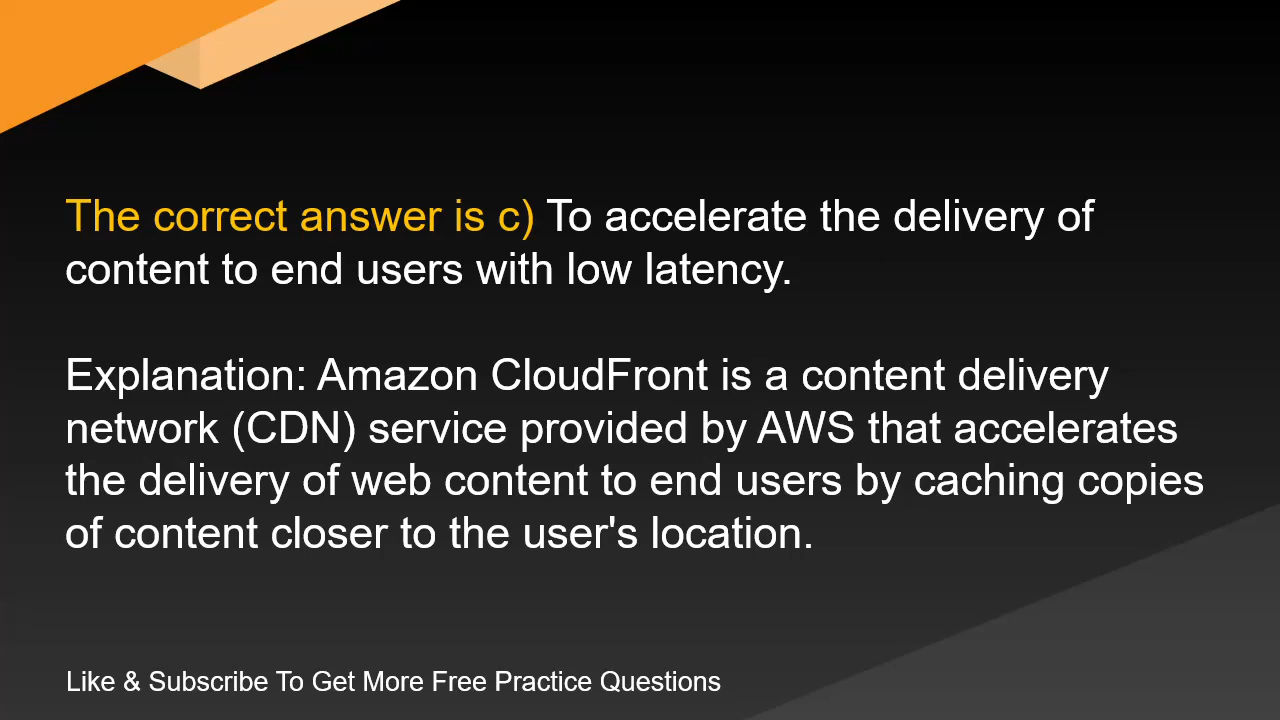 The correct answer is c) To accelerate the delivery of
content to end users with low latency.
Explanation: Amazon CloudFront is a content delivery
network (CDN) service provided by AWS that accelerates
the delivery of web content to end users by caching copies
of content closer to the user's location.
Like & Subscribe To Get More Free Practice Questions